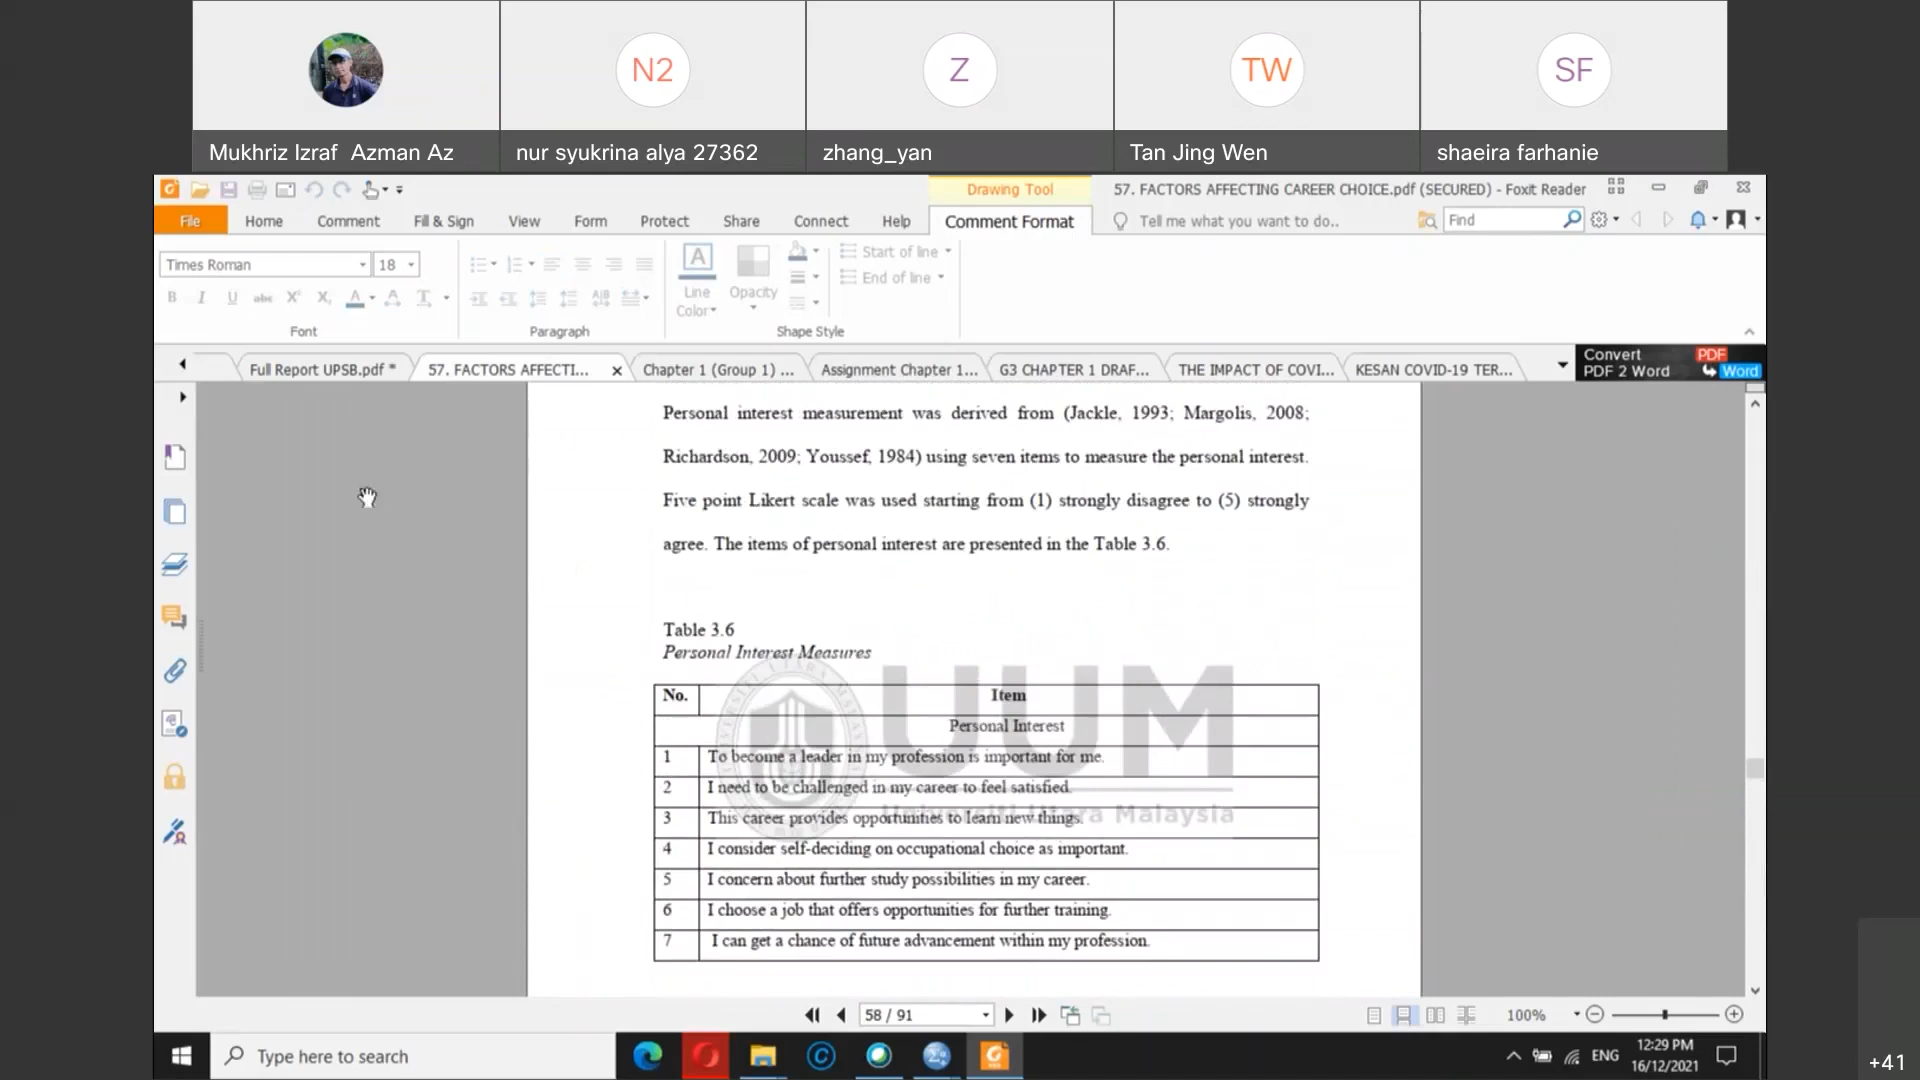 N2
Z
TW
SF
Mukhriz Izraf Azman Az
nur syukrina alya 27362
zhang_yan
Tan Jing Wen
shaeira farhanie
Drawing Tool
57. FACTORS AFFECTING CAREER CHOICE.pdf (SECURED) - Foxit Reader
File
Home
Comment
Fill & Sign
View
Form
Protect
Share
Connect
Help
Comment Format
Tell me what you want to do..
Find
Times Roman
18
Start of line
End of line
Line
Color
Opacity
Font
Paragraph
Shape Style
Full Report UPSB.pdf *
57. FACTORS AFFECTI...
Chapter 1 (Group 1) ...
Assignment Chapter 1...
G3 CHAPTER 1 DRAF...
THE IMPACT OF COVI...
KESAN COVID-19 TER...
Convert PDF
PDF 2 Word Word
Personal interest measurement was derived from (Jackle, 1993; Margolis, 2008;
Richardson, 2009; Youssef, 1984) using seven items to measure the personal interest.
Five point Likert scale was used starting from (1) strongly disagree to (5) strongly
agree. The items of personal interest are presented in the Table 3.6.
Table 3.6
Personal Interest Measures
UUM
Universiti Utara Malaysia
No. Item
Personal Interest
1 To become a leader in my profession is important for me.
2 I need to be challenged in my career to feel satisfied.
3 This career provides opportunities to learn new things.
4 I consider self-deciding on occupational choice as important.
5 I concern about further study possibilities in my career.
6 I choose a job that offers opportunities for further training.
7 I can get a chance of future advancement within my profession.
58 / 91
100%
Type here to search
ENG
12:29 PM
16/12/2021
+41